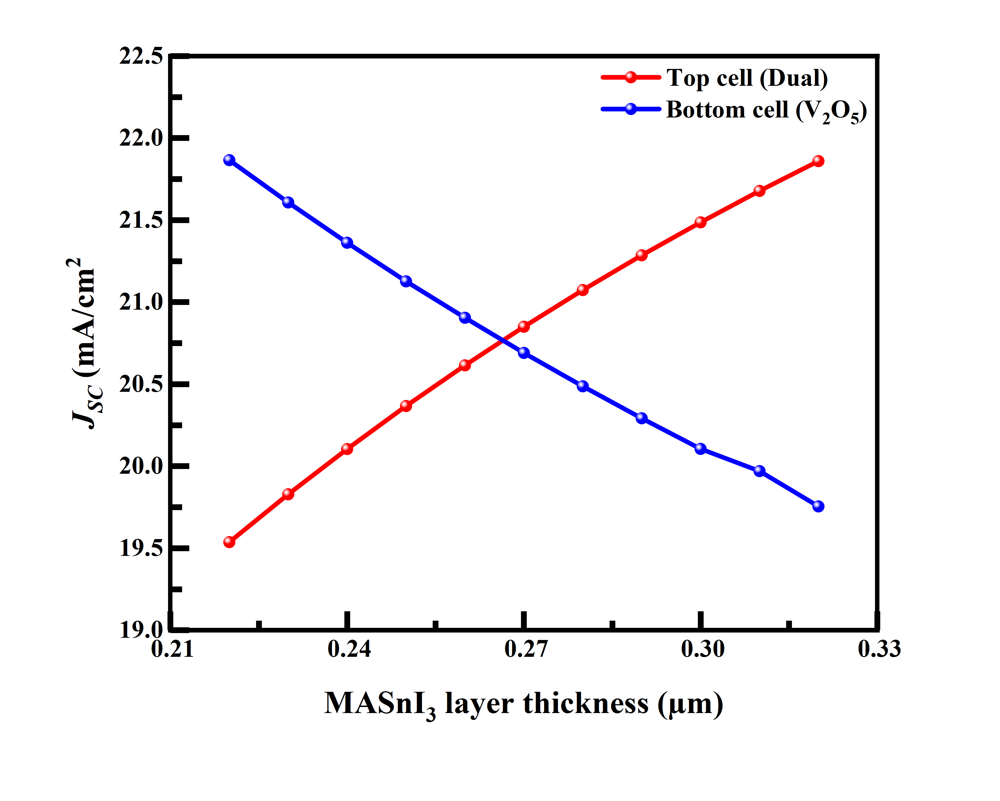 22.5
22.0
21.5
21.0
20.5
20.0
19.5
19.0
J_SC (mA/cm²)
Top cell (Dual)
Bottom cell (V₂O₅)
0.21 0.24 0.27 0.30 0.33
MASnI₃ layer thickness (μm)